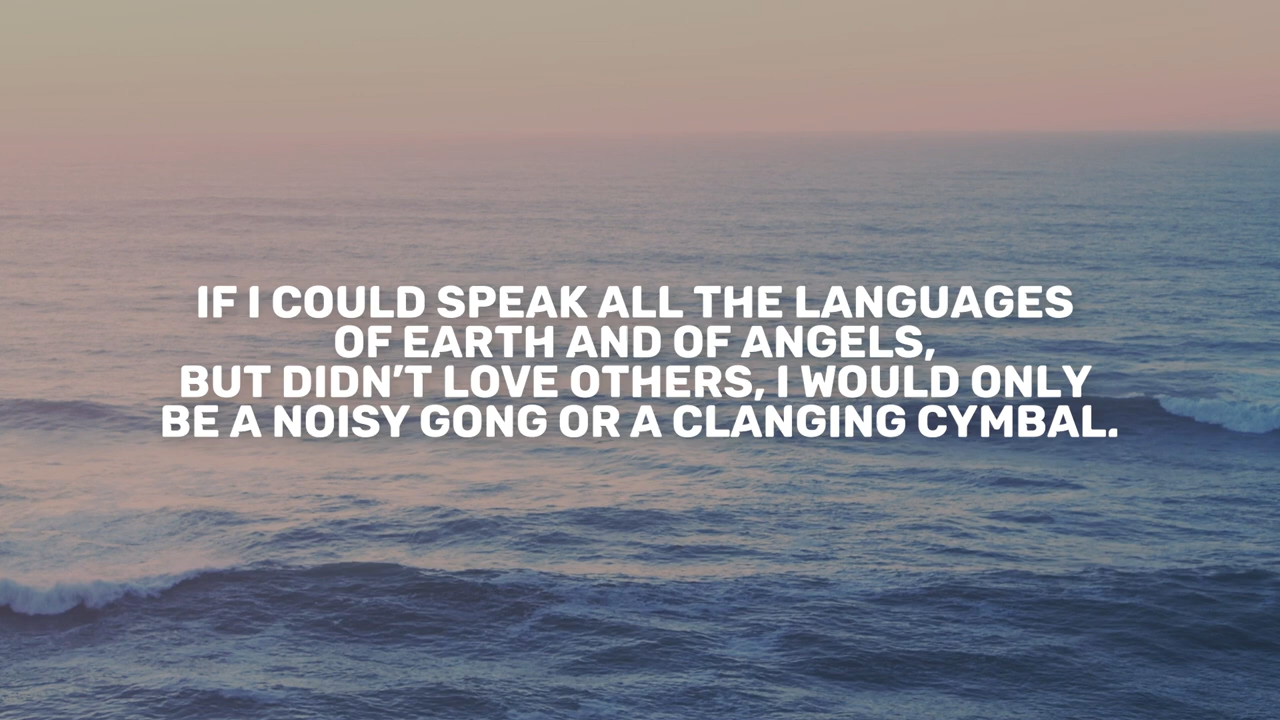 IF I COULD SPEAK ALL THE LANGUAGES
OF EARTH AND OF ANGELS,
BUT DIDN’T LOVE OTHERS, I WOULD ONLY
BE A NOISY GONG OR A CLANGING CYMBAL.